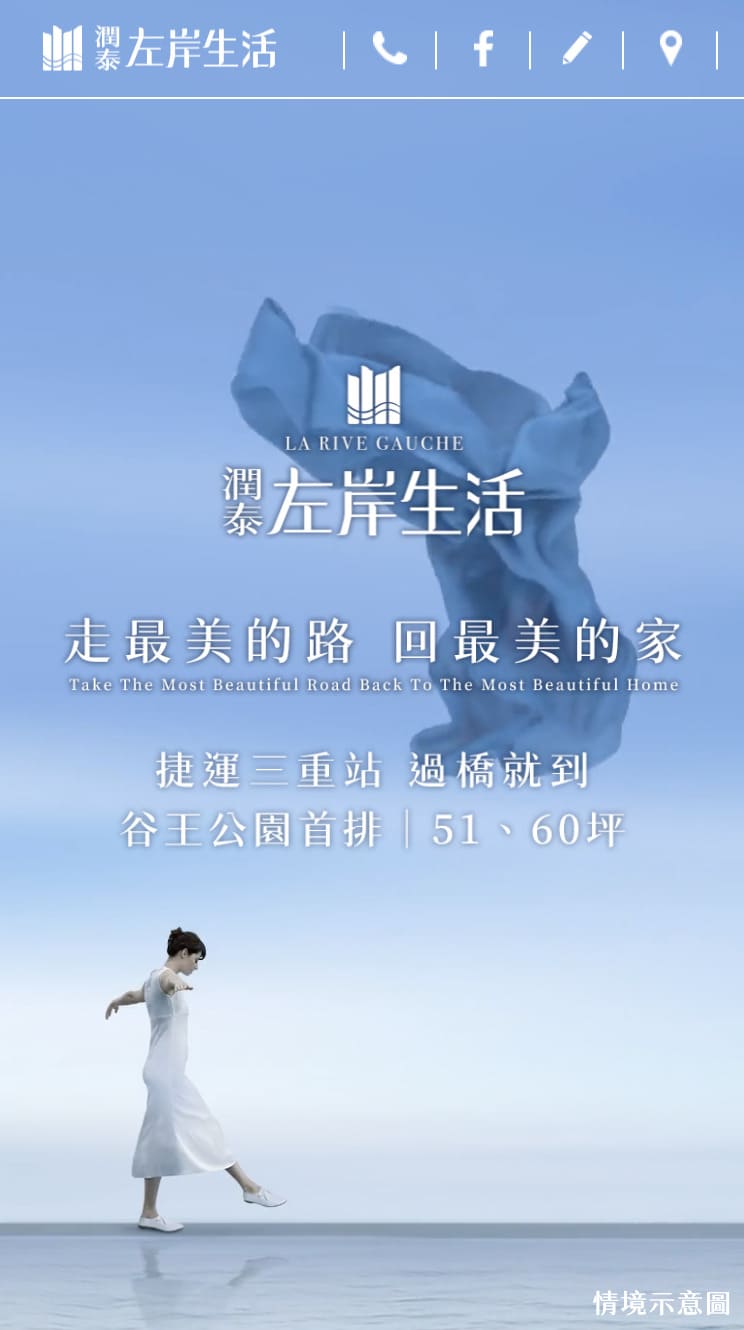 潤泰 左岸生活
LA RIVE GAUCHE
潤泰 左岸生活
走最美的路 回最美的家
Take The Most Beautiful Road Back To The Most Beautiful Home
捷運三重站 過橋就到
谷王公園首排｜51、60坪
情境示意圖